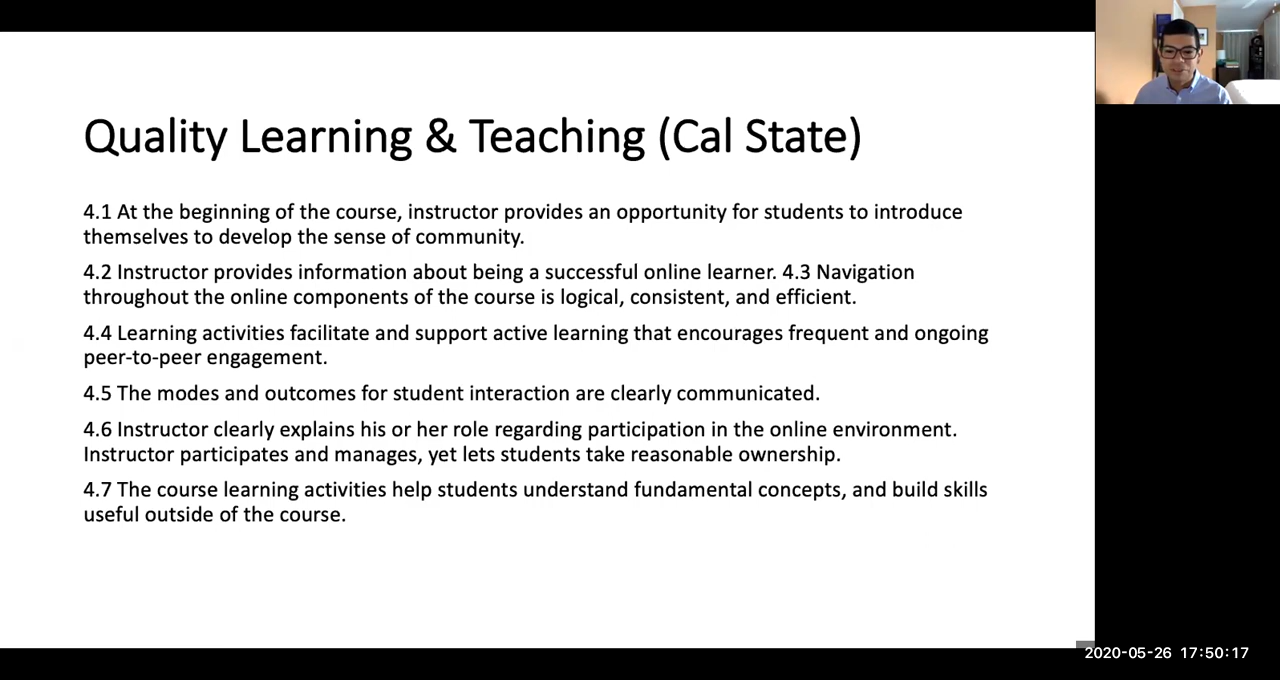 Quality Learning & Teaching (Cal State)
4.1 At the beginning of the course, instructor provides an opportunity for students to introduce
themselves to develop the sense of community.
4.2 Instructor provides information about being a successful online learner. 4.3 Navigation
throughout the online components of the course is logical, consistent, and efficient.
4.4 Learning activities facilitate and support active learning that encourages frequent and ongoing
peer-to-peer engagement.
4.5 The modes and outcomes for student interaction are clearly communicated.
4.6 Instructor clearly explains his or her role regarding participation in the online environment.
Instructor participates and manages, yet lets students take reasonable ownership.
4.7 The course learning activities help students understand fundamental concepts, and build skills
useful outside of the course.
2020-05-26 17:50:17